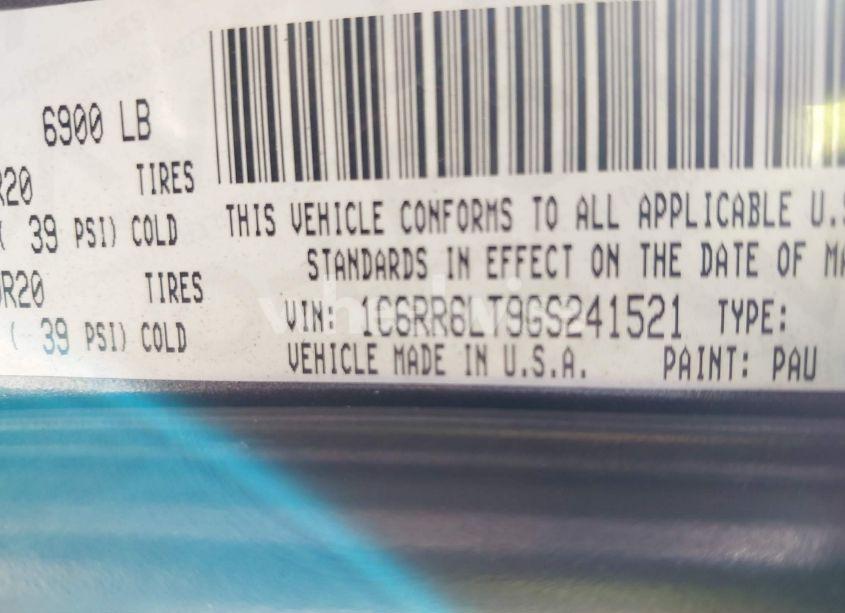 6900 LB
R20 TIRES
( 39 PSI) COLD
R20 TIRES
( 39 PSI) COLD
THIS VEHICLE CONFORMS TO ALL APPLICABLE U.S
STANDARDS IN EFFECT ON THE DATE OF MA
VIN: 1C6RR6LT9GS241521 TYPE:
VEHICLE MADE IN U.S.A. PAINT: PAU